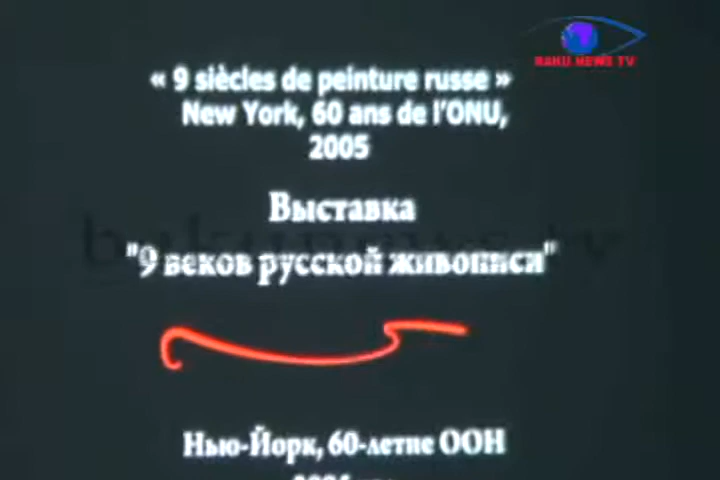 BAKU NEWS TV
« 9 siècles de peinture russe »
New York, 60 ans de l'ONU,
2005
Выставка
"9 веков русской живописи"
Нью-Йорк, 60-летие ООН